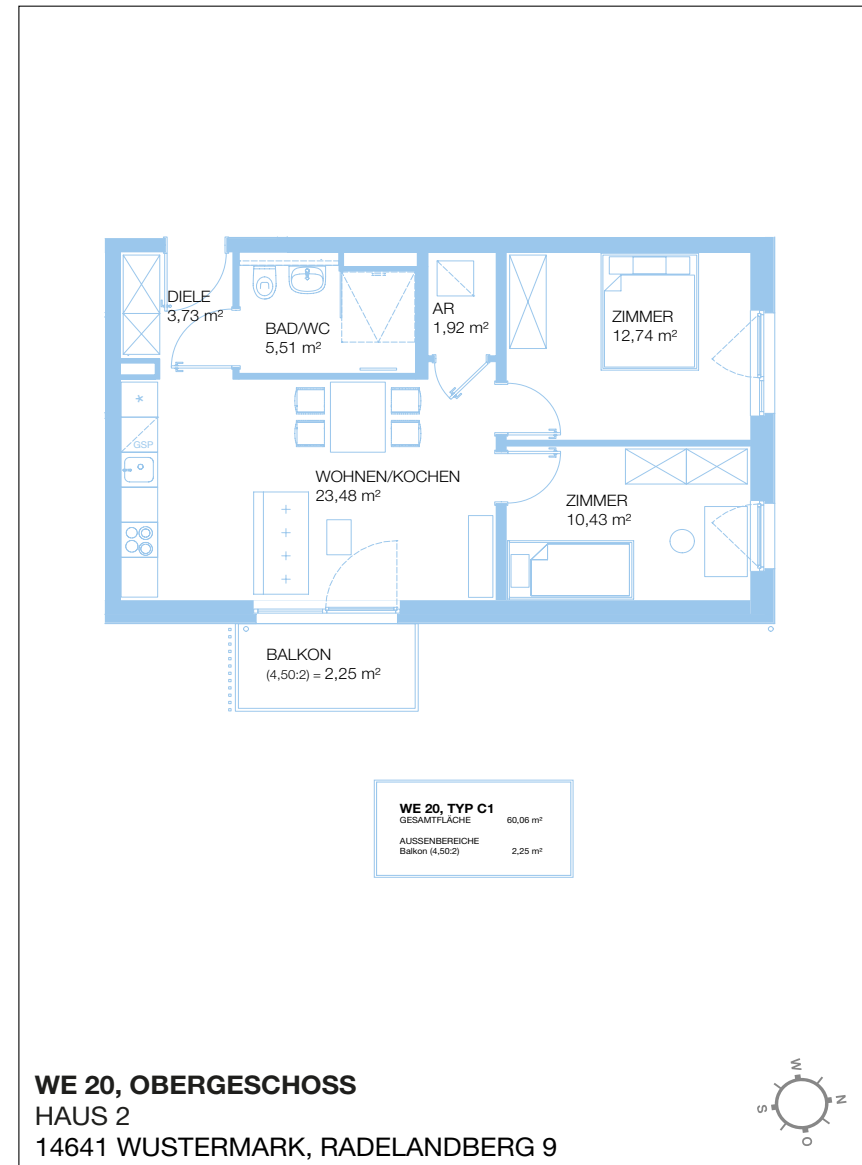 DIELE
3,73 m²
BAD/WC
5,51 m²
AR
1,92 m²
ZIMMER
12,74 m²
*
GSP
WOHNEN/KOCHEN
23,48 m²
ZIMMER
10,43 m²
BALKON
(4,50:2) = 2,25 m²
WE 20, TYP C1
GESAMTFLÄCHE 60,06 m²
AUSSENBEREICHE
Balkon (4,50:2) 2,25 m²
WE 20, OBERGESCHOSS
HAUS 2
14641 WUSTERMARK, RADELANDBERG 9
W
N
S
O